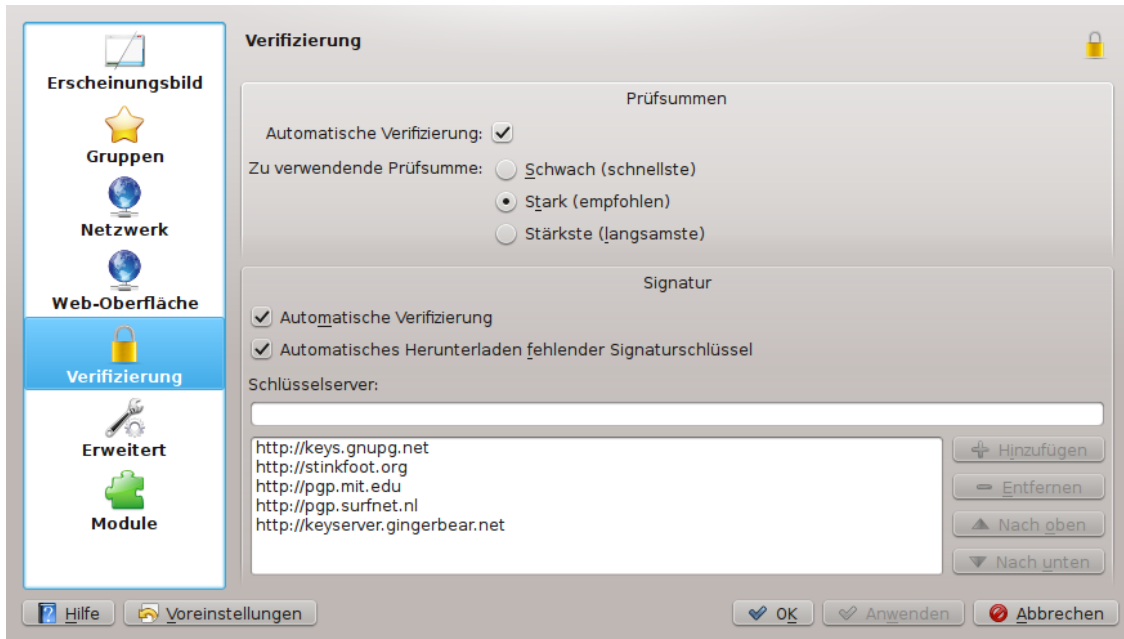 Erscheinungsbild
Gruppen
Netzwerk
Web-Oberfläche
Verifizierung
Erweitert
Module
Verifizierung
Prüfsummen
Automatische Verifizierung:
Zu verwendende Prüfsumme:
Schwach (schnellste)
Stark (empfohlen)
Stärkste (langsamste)
Signatur
Automatische Verifizierung
Automatisches Herunterladen fehlender Signaturschlüssel
Schlüsselserver:
http://keys.gnupg.net
http://stinkfoot.org
http://pgp.mit.edu
http://pgp.surfnet.nl
http://keyserver.gingerbear.net
Hinzufügen
Entfernen
Nach oben
Nach unten
Hilfe
Voreinstellungen
OK
Anwenden
Abbrechen